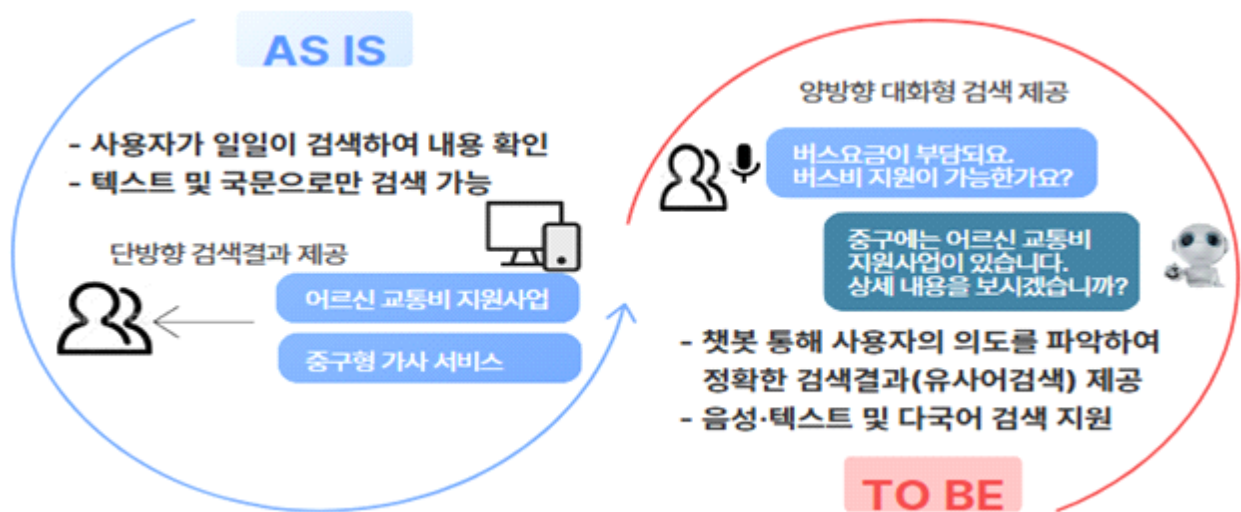 AS IS
- 사용자가 일일이 검색하여 내용 확인
- 텍스트 및 국문으로만 검색 가능
단방향 검색결과 제공
어르신 교통비 지원사업
중구형 가사 서비스
양방향 대화형 검색 제공
버스요금이 부담되요.
버스비 지원이 가능한가요?
중구에는 어르신 교통비
지원사업이 있습니다.
상세 내용을 보시겠습니까?
- 챗봇 통해 사용자의 의도를 파악하여
정확한 검색결과(유사어검색) 제공
- 음성·텍스트 및 다국어 검색 지원
TO BE